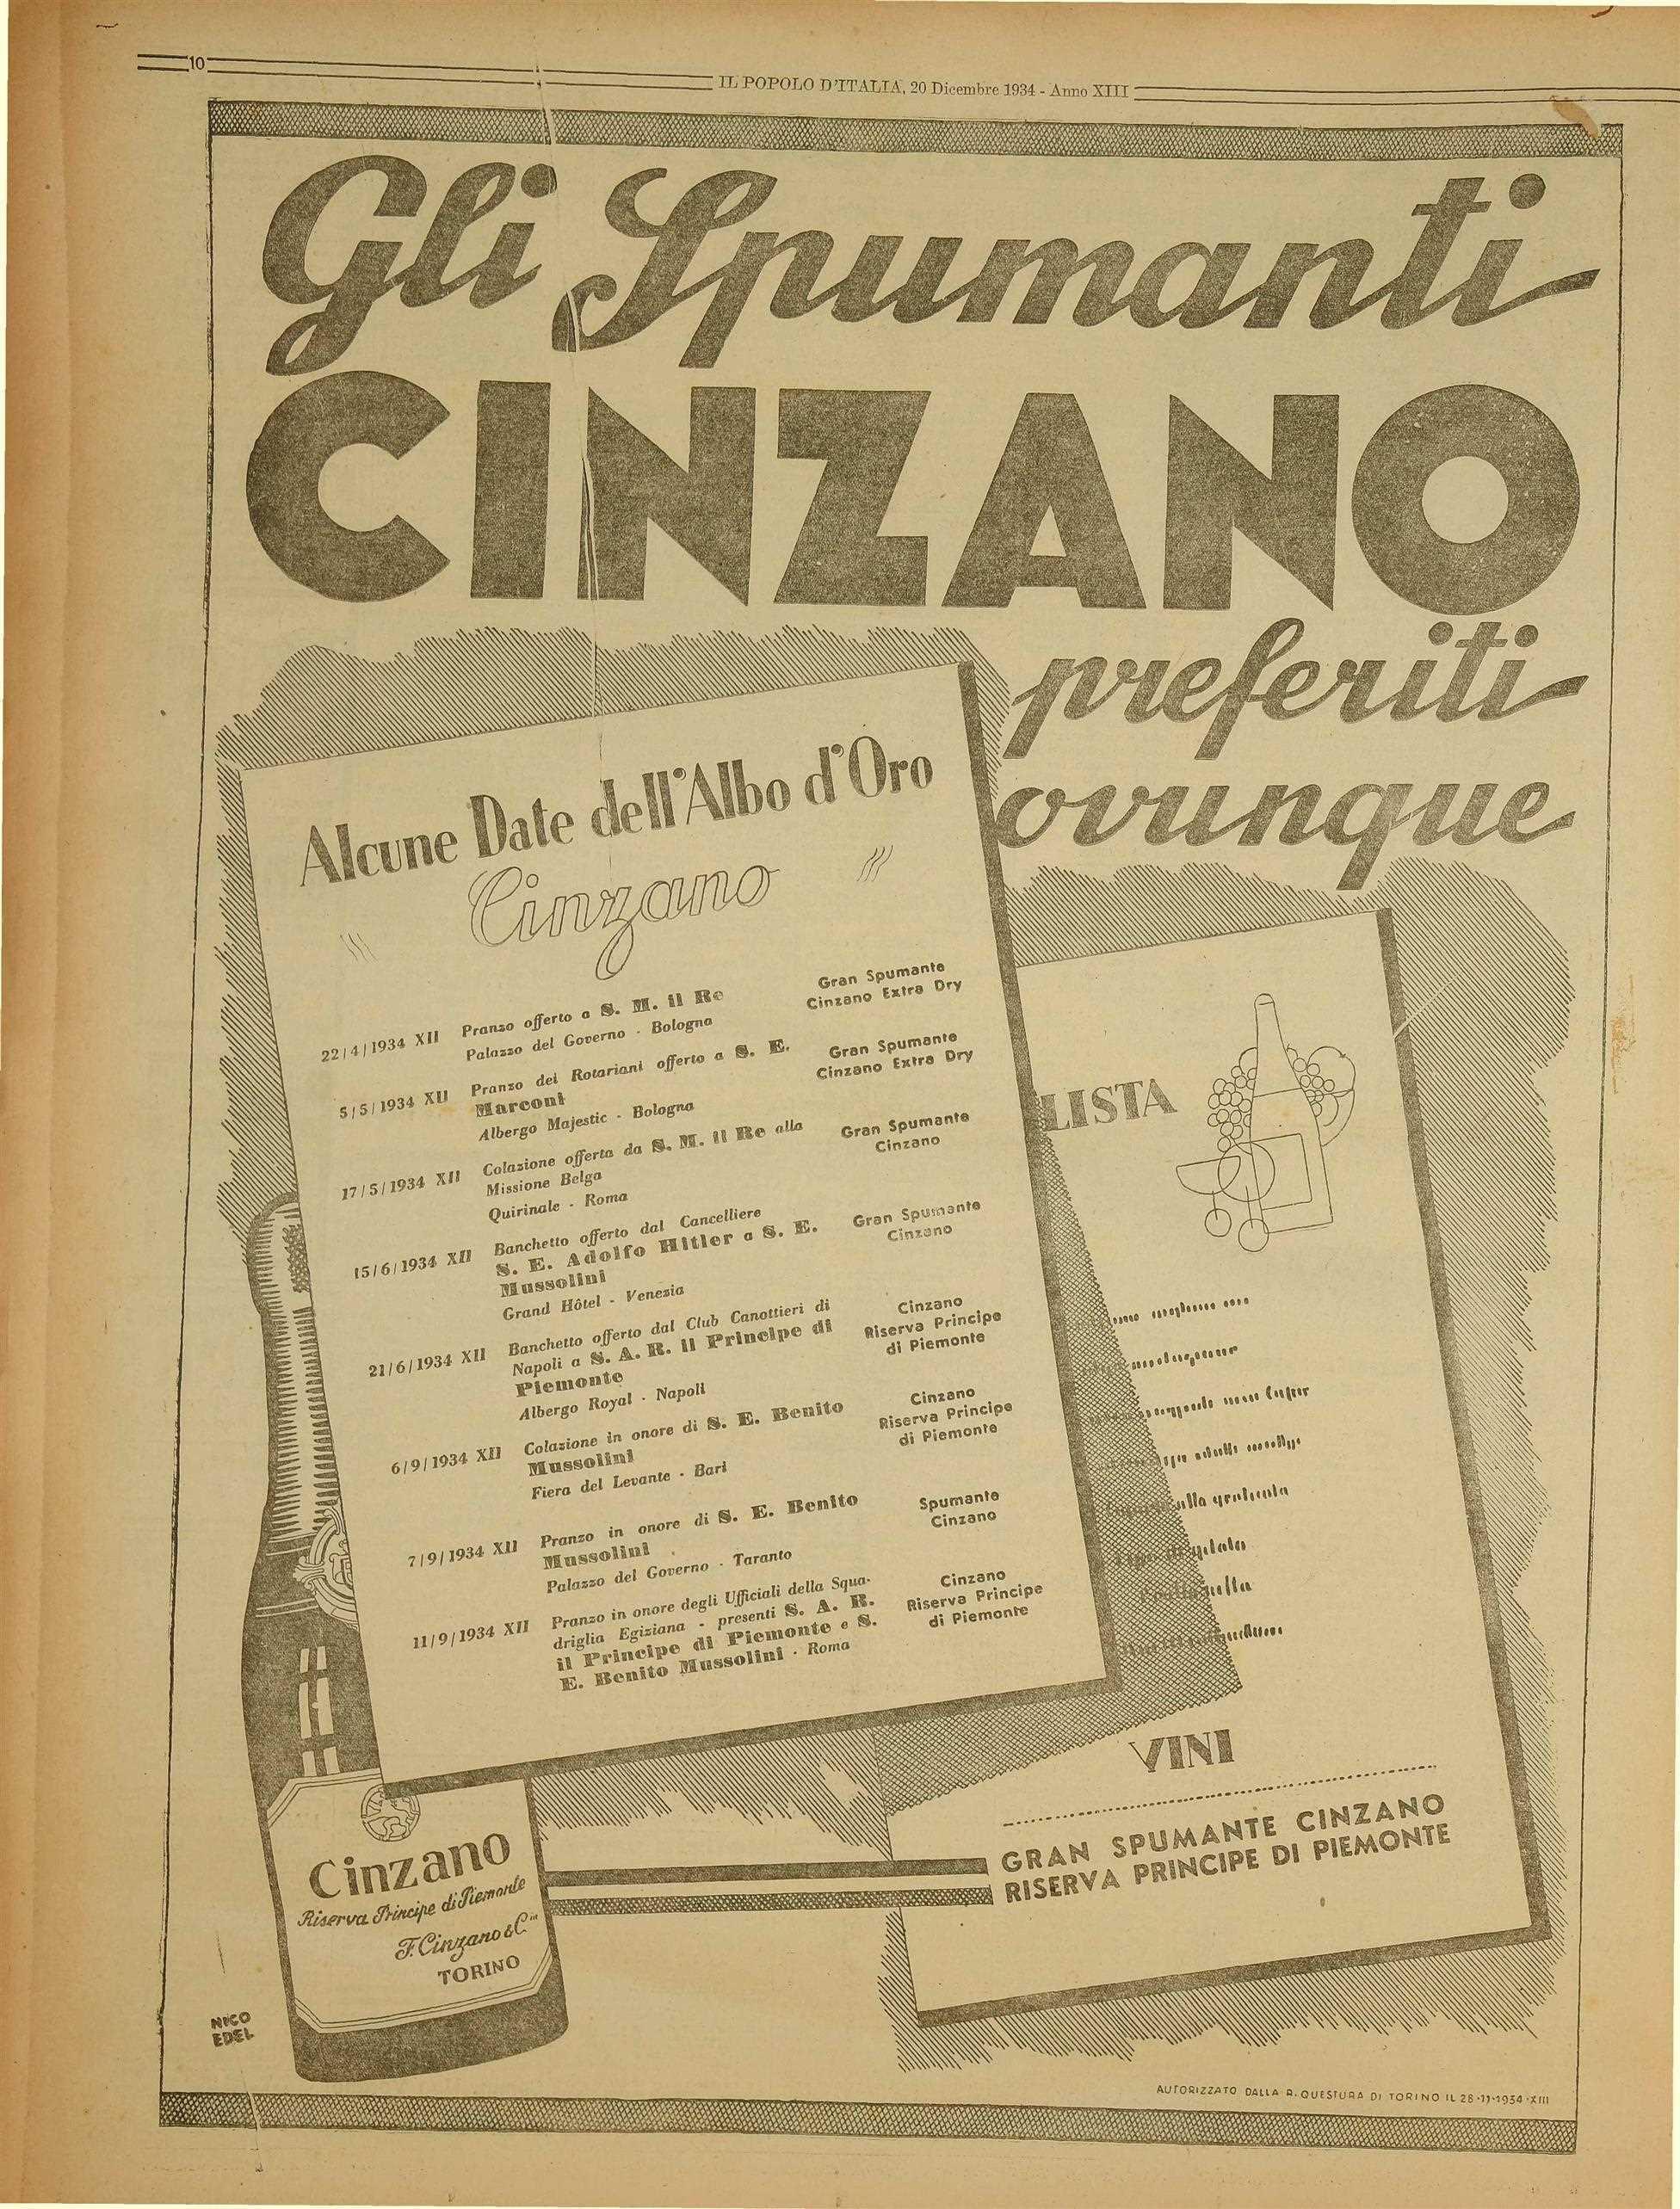 10
IL POPOLO D'ITALIA, 20 Dicembre 1934 - Anno XIII
Gli Spumanti
CINZANO
preferiti
ovunque
Alcune Date dell'Albo d'Oro
Cinzano
22/4/1934 XII Pranzo offerto a S. M. il Re Gran Spumante
Palazzo del Governo - Bologna Cinzano Extra Dry
5/5/1934 XII Pranzo dei Rotariani offerto a S. E. Gran Spumante
Marconi Cinzano Extra Dry
Albergo Majestic - Bologna
17/5/1934 XII Colazione offerta da S. M. il Re alla Gran Spumante
Missione Belga Cinzano
Quirinale - Roma
15/6/1934 XII Banchetto offerto dal Cancelliere Gran Spumante
S. E. Adolfo Hitler a S. E. Cinzano
Mussolini
Grand Hôtel - Venezia
21/6/1934 XII Banchetto offerto dal Club Canottieri di Cinzano
Napoli a S. A. R. il Principe di Riserva Principe
Piemonte di Piemonte
Albergo Royal - Napoli
6/9/1934 XII Colazione in onore di S. E. Benito Cinzano
Mussolini Riserva Principe
Fiera del Levante - Bari di Piemonte
7/9/1934 XII Pranzo in onore di S. E. Benito Spumante
Mussolini Cinzano
Palazzo del Governo - Taranto
11/9/1934 XII Pranzo in onore degli Ufficiali della Squa- Cinzano
driglia Egiziana - presenti S. A. R. Riserva Principe
il Principe di Piemonte e S. di Piemonte
E. Benito Mussolini - Roma
LISTA
VINI
GRAN SPUMANTE CINZANO
RISERVA PRINCIPE DI PIEMONTE
Cinzano
Riserva Principe di Piemonte
F. Cinzano & C.ia
TORINO
NICO
EDEL
AUTORIZZATO DALLA R. QUESTURA DI TORINO IL 28-11-1934-XIII